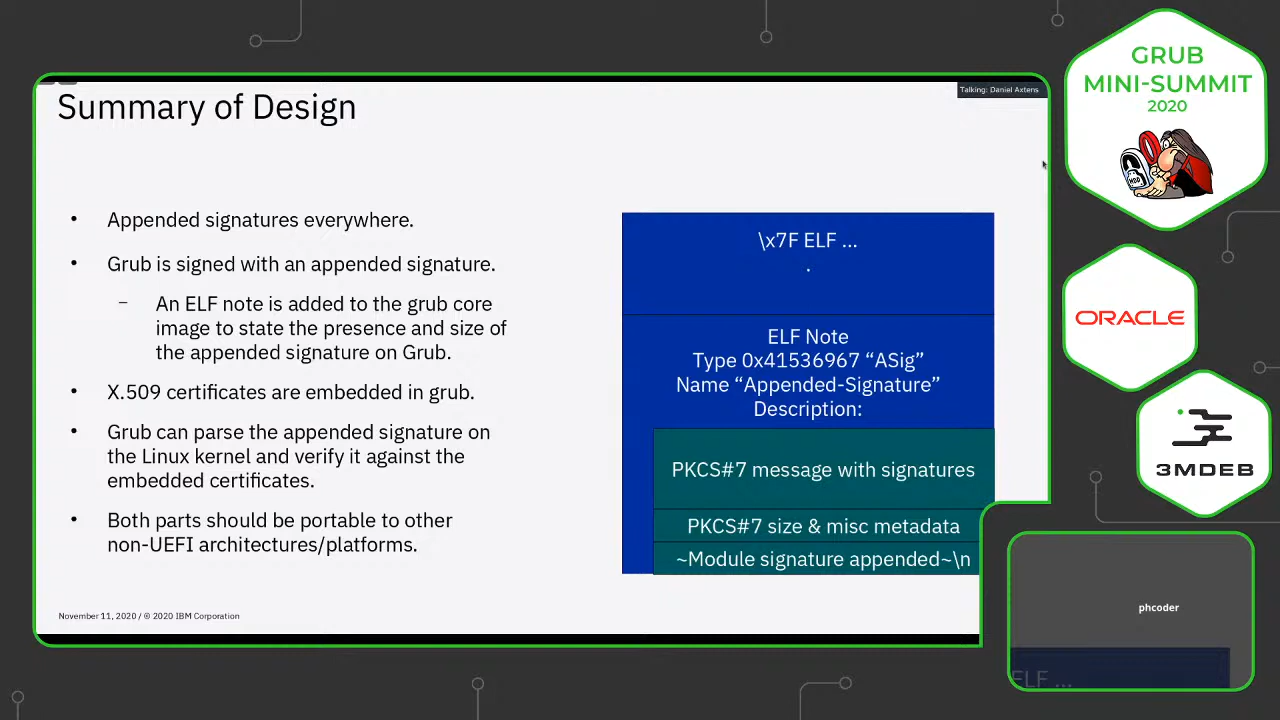 Summary of Design
Talking: Daniel Axtens
• Appended signatures everywhere.
• Grub is signed with an appended signature.
– An ELF note is added to the grub core
image to state the presence and size of
the appended signature on Grub.
• X.509 certificates are embedded in grub.
• Grub can parse the appended signature on
the Linux kernel and verify it against the
embedded certificates.
• Both parts should be portable to other
non-UEFI architectures/platforms.
\x7F ELF ...
.
ELF Note
Type 0x41536967 “ASig”
Name “Appended-Signature”
Description:
PKCS#7 message with signatures
PKCS#7 size & misc metadata
~Module signature appended~\n
November 11, 2020 / © 2020 IBM Corporation
GRUB
MINI-SUMMIT
2020
ORACLE
3MDEB
phcoder
ELF ...